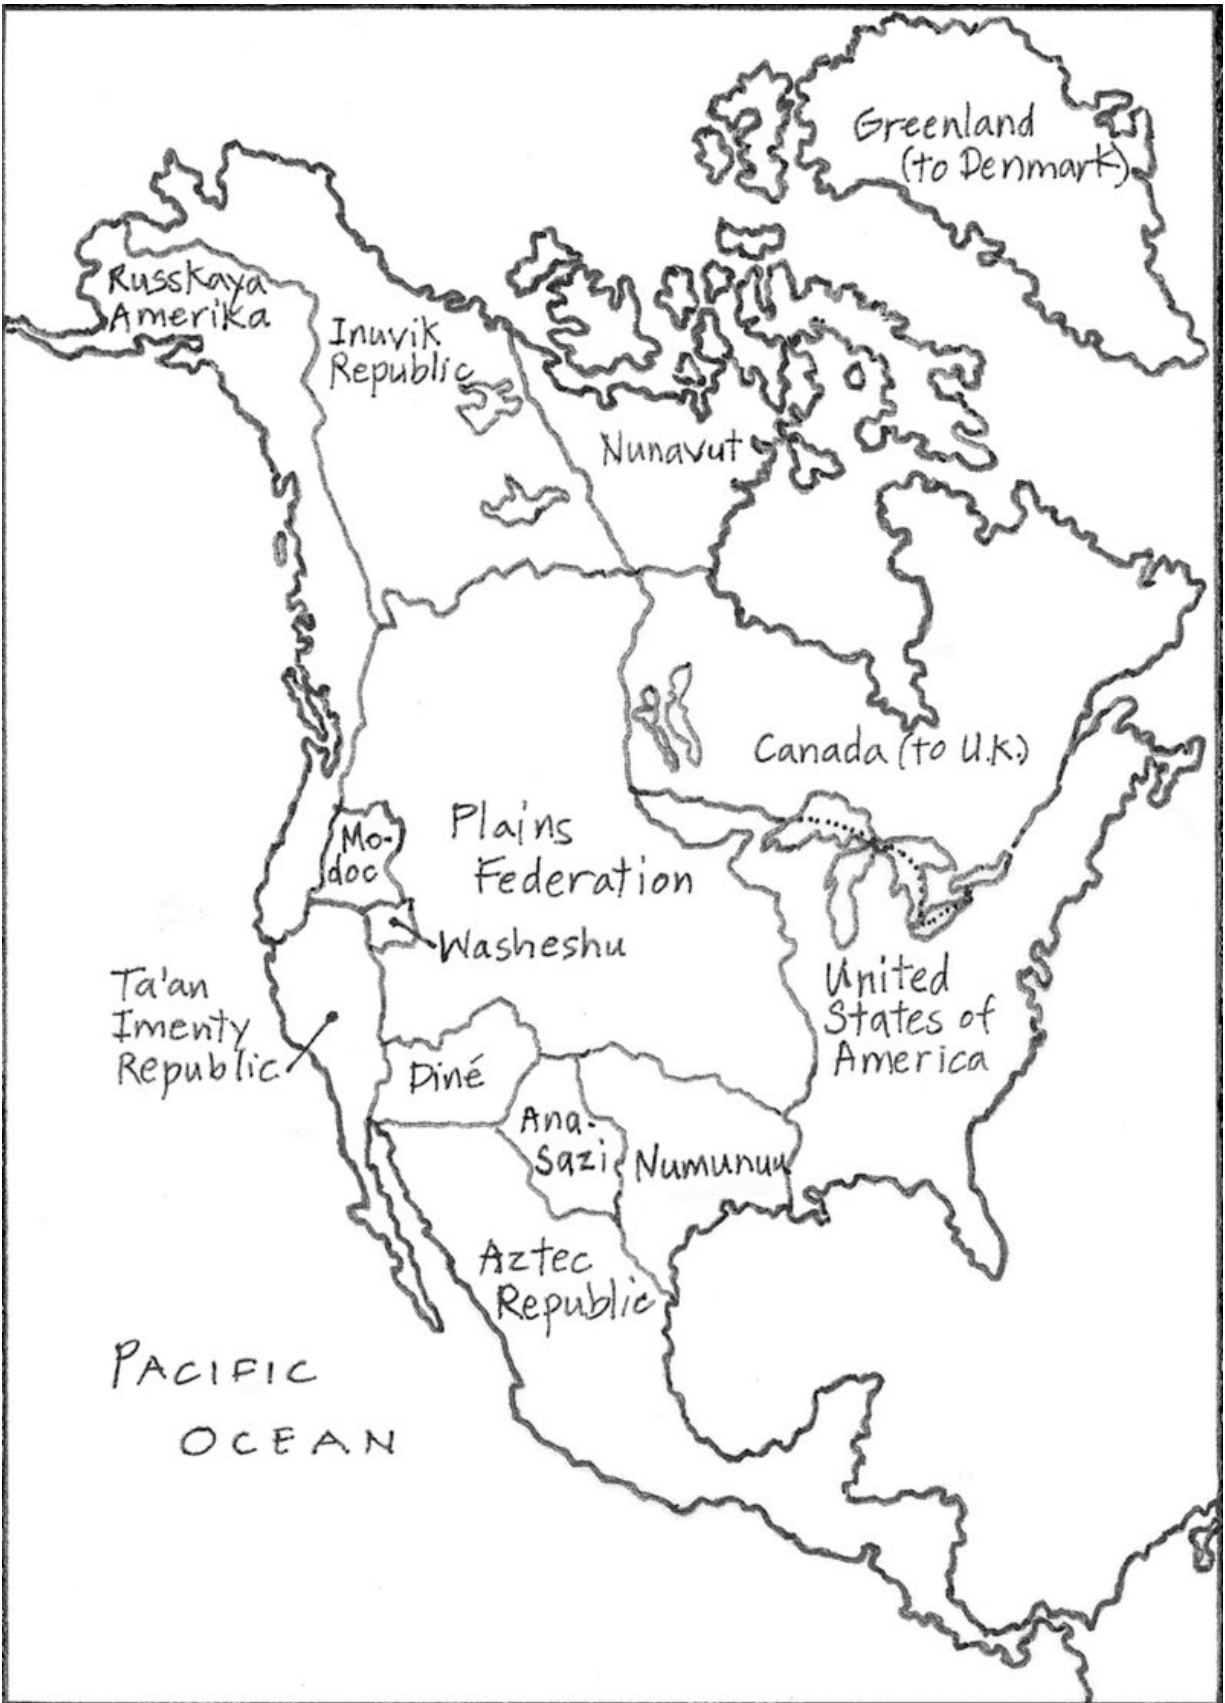 Greenland
(to Denmark)
Russkaya
Amerika
Inuvik
Republic
Nunavut
Canada (to U.K.)
Plains
Federation
Mo-
doc
Washeshu
Ta'an
Imenty
Republic
United
States of
America
Diné
Ana-
Sazi
Numunuu
Aztec
Republic
PACIFIC
OCEAN